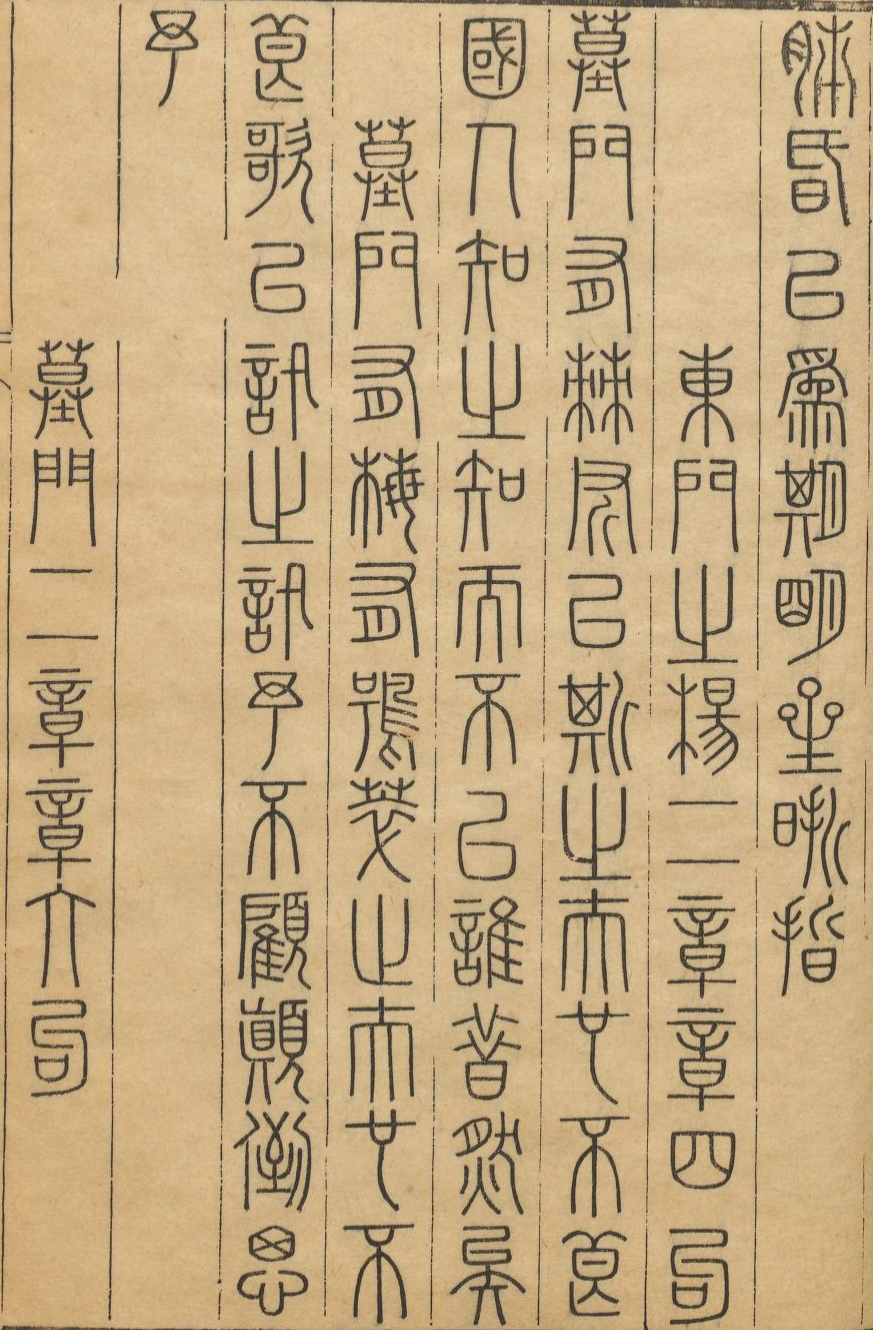 肺昏以爲期明星晣晢
東門之楊二章章四句
墓門有棘斧以斯之夫也不良
國人知之知而不已誰昔然矣
墓門有梅有鴞萃止夫也不
良歌以訊之訊予不顧顛倒思
予
墓門二章章六句